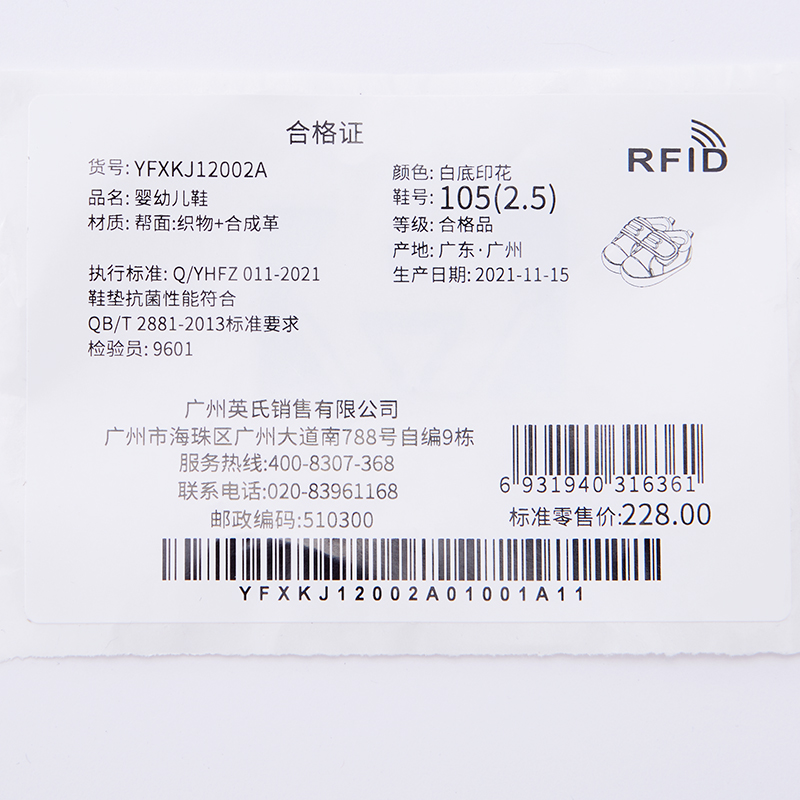 合格证
RFID
货号: YFXKJ12002A
品名: 婴幼儿鞋
材质: 帮面:织物+合成革
颜色: 白底印花
鞋号: 105(2.5)
等级: 合格品
产地: 广东·广州
生产日期: 2021-11-15
执行标准: Q/YHFZ 011-2021
鞋垫抗菌性能符合
QB/T 2881-2013标准要求
检验员: 9601
广州英氏销售有限公司
广州市海珠区广州大道南788号自编9栋
服务热线:400-8307-368
联系电话:020-83961168
邮政编码:510300
6 931940 316361
标准零售价:228.00
YFXKJ12002A01001A11